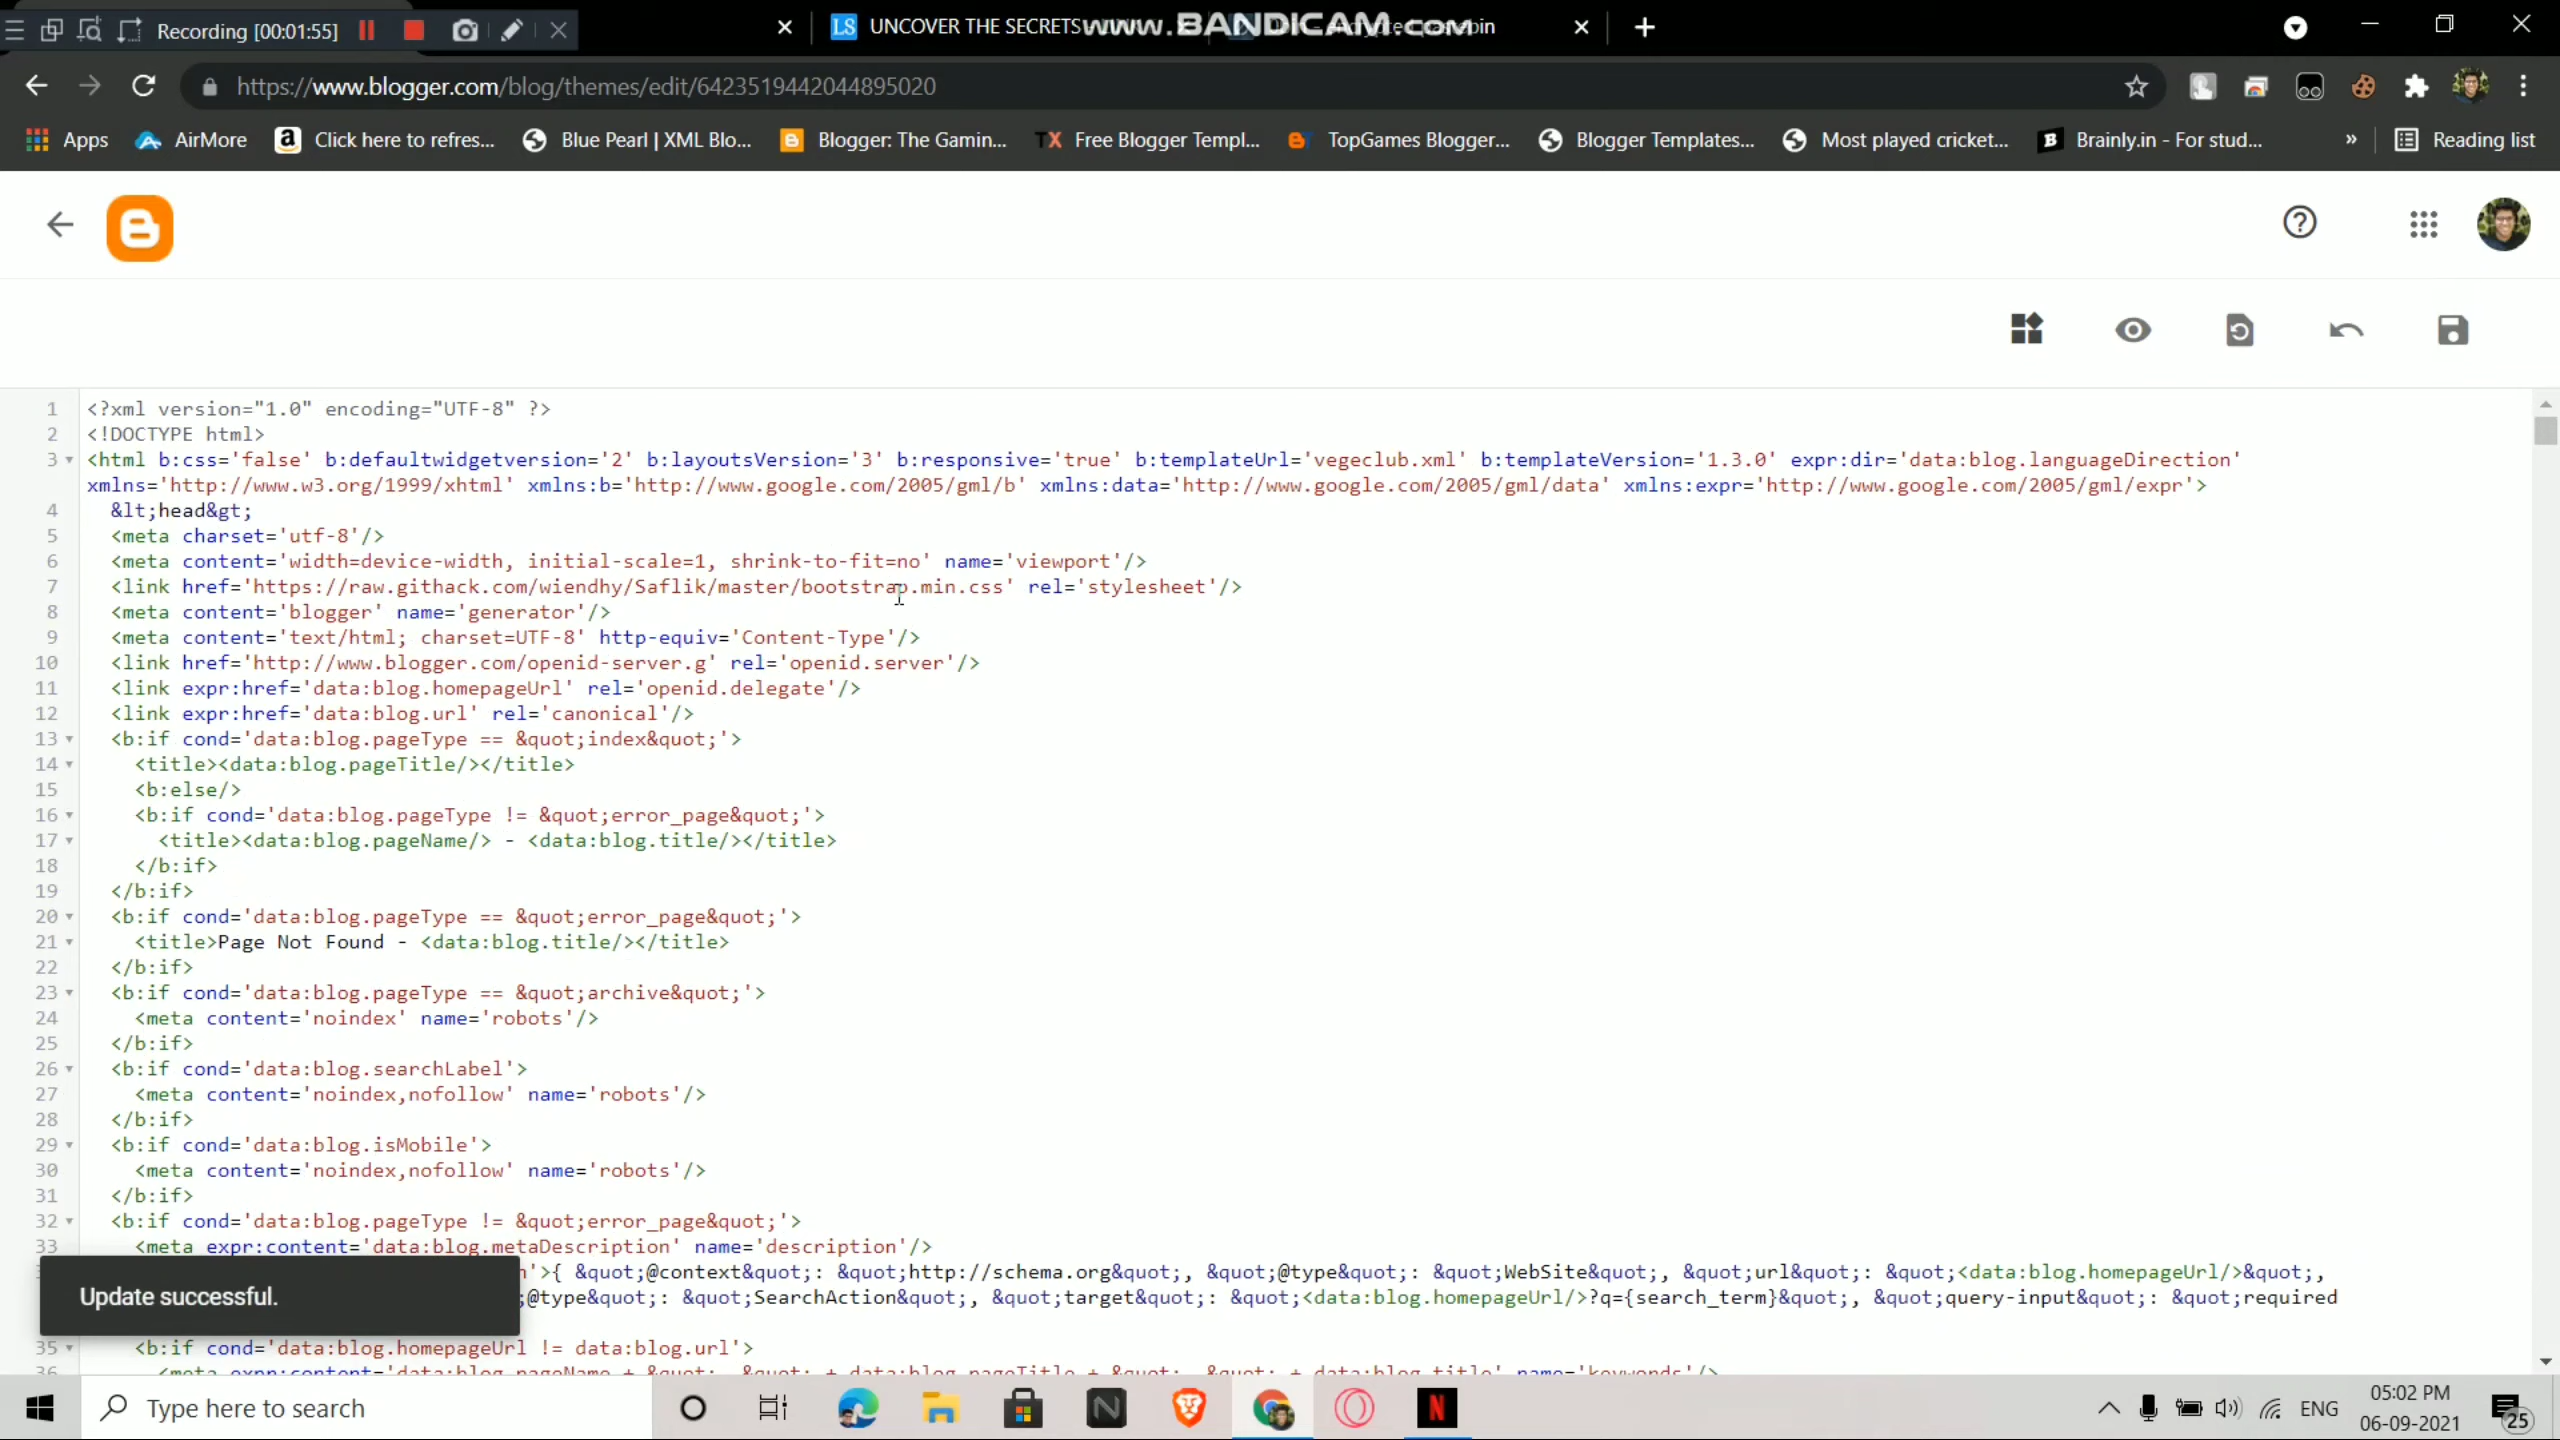 Recording [00:01:55]
UNCOVER THE SECRETS
www.BANDICAM.com
https://www.blogger.com/blog/themes/edit/6423519442044895020
Apps
AirMore
Click here to refres...
Blue Pearl | XML Blo...
Blogger: The Gamin...
Free Blogger Templ...
TopGames Blogger...
Blogger Templates...
Most played cricket...
Brainly.in - For stud...
»
Reading list
1 <?xml version="1.0" encoding="UTF-8" ?>
2 <!DOCTYPE html>
3 <html b:css='false' b:defaultwidgetversion='2' b:layoutsVersion='3' b:responsive='true' b:templateUrl='vegeclub.xml' b:templateVersion='1.3.0' expr:dir='data:blog.languageDirection'
xmlns='http://www.w3.org/1999/xhtml' xmlns:b='http://www.google.com/2005/gml/b' xmlns:data='http://www.google.com/2005/gml/data' xmlns:expr='http://www.google.com/2005/gml/expr'>
4 &lt;head&gt;
5 <meta charset='utf-8'/>
6 <meta content='width=device-width, initial-scale=1, shrink-to-fit=no' name='viewport'/>
7 <link href='https://raw.githack.com/wiendhy/Saflik/master/bootstrap.min.css' rel='stylesheet'/>
8 <meta content='blogger' name='generator'/>
9 <meta content='text/html; charset=UTF-8' http-equiv='Content-Type'/>
10 <link href='http://www.blogger.com/openid-server.g' rel='openid.server'/>
11 <link expr:href='data:blog.homepageUrl' rel='openid.delegate'/>
12 <link expr:href='data:blog.url' rel='canonical'/>
13 <b:if cond='data:blog.pageType == &quot;index&quot;'>
14 <title><data:blog.pageTitle/></title>
15 <b:else/>
16 <b:if cond='data:blog.pageType != &quot;error_page&quot;'>
17 <title><data:blog.pageName/> - <data:blog.title/></title>
18 </b:if>
19 </b:if>
20 <b:if cond='data:blog.pageType == &quot;error_page&quot;'>
21 <title>Page Not Found - <data:blog.title/></title>
22 </b:if>
23 <b:if cond='data:blog.pageType == &quot;archive&quot;'>
24 <meta content='noindex' name='robots'/>
25 </b:if>
26 <b:if cond='data:blog.searchLabel'>
27 <meta content='noindex,nofollow' name='robots'/>
28 </b:if>
29 <b:if cond='data:blog.isMobile'>
30 <meta content='noindex,nofollow' name='robots'/>
31 </b:if>
32 <b:if cond='data:blog.pageType != &quot;error_page&quot;'>
33 <meta expr:content='data:blog.metaDescription' name='description'/>
n'>{ &quot;@context&quot;: &quot;http://schema.org&quot;, &quot;@type&quot;: &quot;WebSite&quot;, &quot;url&quot;: &quot;<data:blog.homepageUrl/>&quot;,
;@type&quot;: &quot;SearchAction&quot;, &quot;target&quot;: &quot;<data:blog.homepageUrl/>?q={search_term}&quot;, &quot;query-input&quot;: &quot;required
Update successful.
35 <b:if cond='data:blog.homepageUrl != data:blog.url'>
Type here to search
ENG
05:02 PM
06-09-2021
25